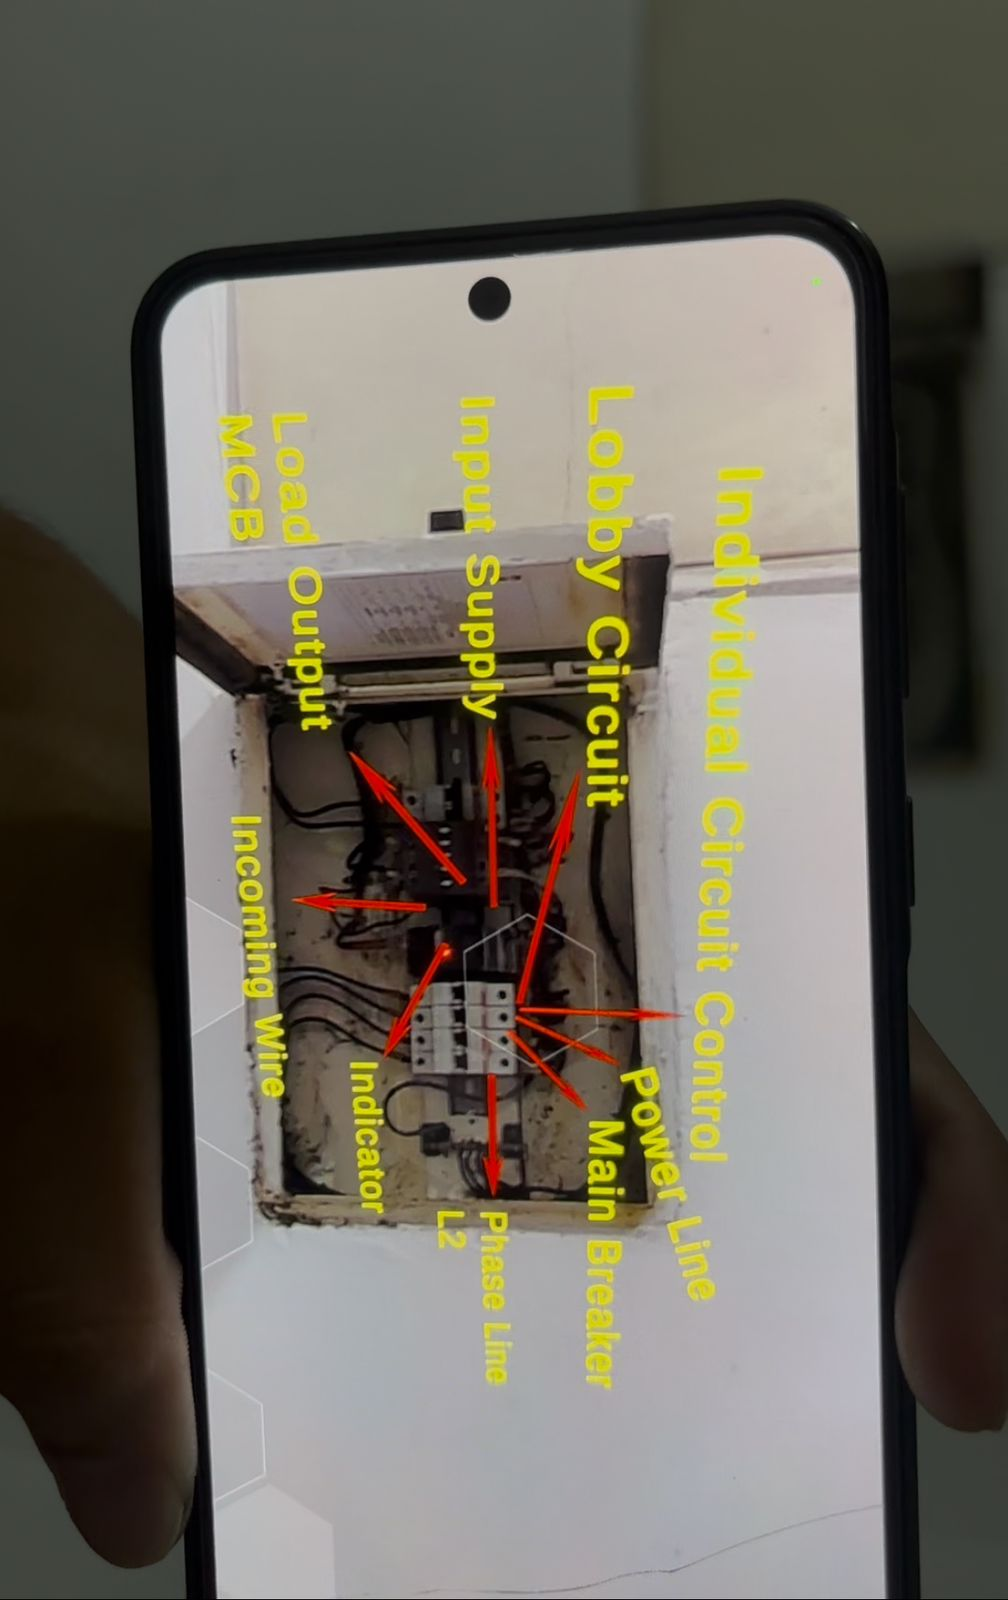 Individual Circuit Control
Power Line
Lobby Circuit
Main Breaker
Input Supply
Phase Line
L2
Indicator
Load Output
MCB
Incoming Wire